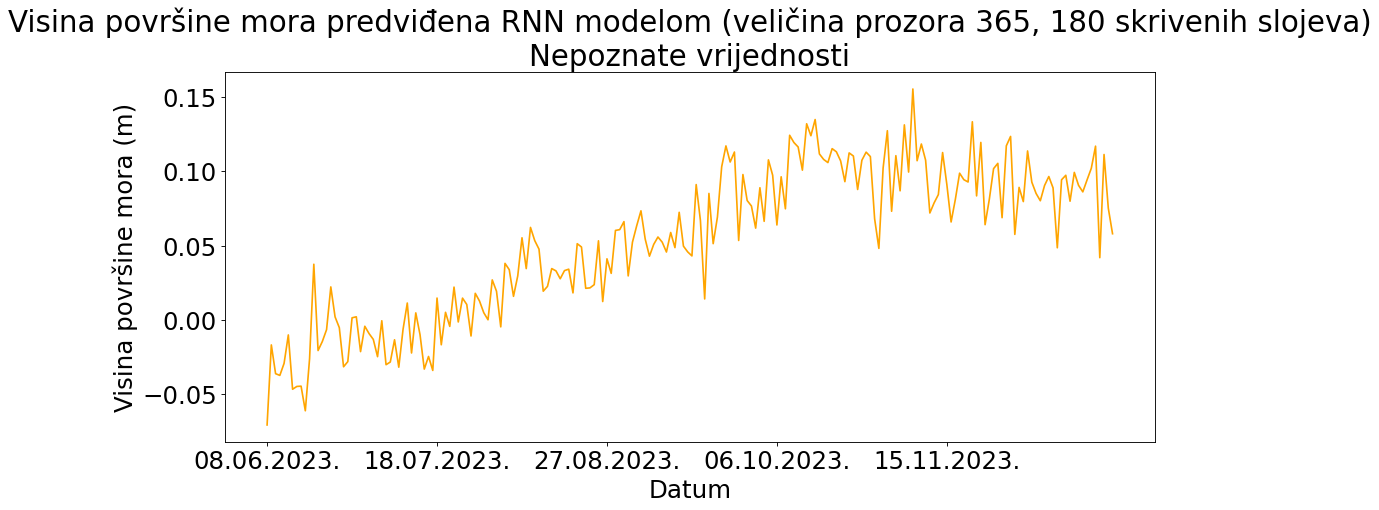 Visina površine mora predviđena RNN modelom (veličina prozora 365, 180 skrivenih slojeva)
Nepoznate vrijednosti
Visina površine mora (m)
0.15
0.10
0.05
0.00
−0.05
08.06.2023. 18.07.2023. 27.08.2023. 06.10.2023. 15.11.2023.
Datum